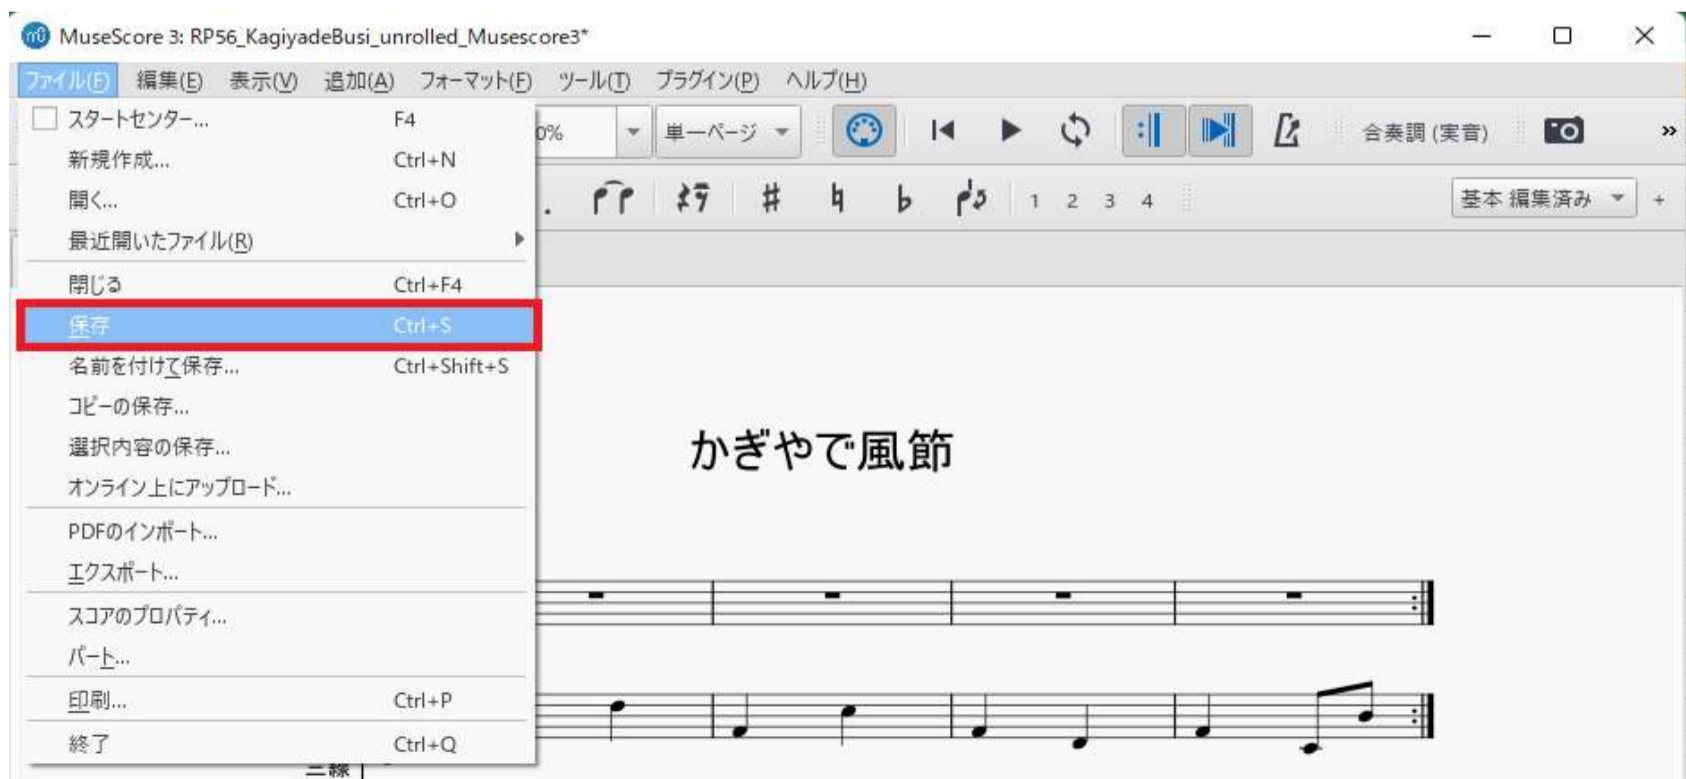 MuseScore 3: RP56_KagiyadeBusi_unrolled_Musescore3*
ファイル(F) 編集(E) 表示(V) 追加(A) フォーマット(F) ツール(T) プラグイン(P) ヘルプ(H)
0% 単一ページ 合奏調 (実音) »
1 2 3 4 基本 編集済み +
スタートセンター... F4
新規作成... Ctrl+N
開く... Ctrl+O
最近開いたファイル(R)
閉じる Ctrl+F4
保存 Ctrl+S
名前を付けて保存... Ctrl+Shift+S
コピーの保存...
選択内容の保存...
オンライン上にアップロード...
PDFのインポート...
エクスポート...
スコアのプロパティ...
パート...
印刷... Ctrl+P
終了 Ctrl+Q
かぎやで風節
三線